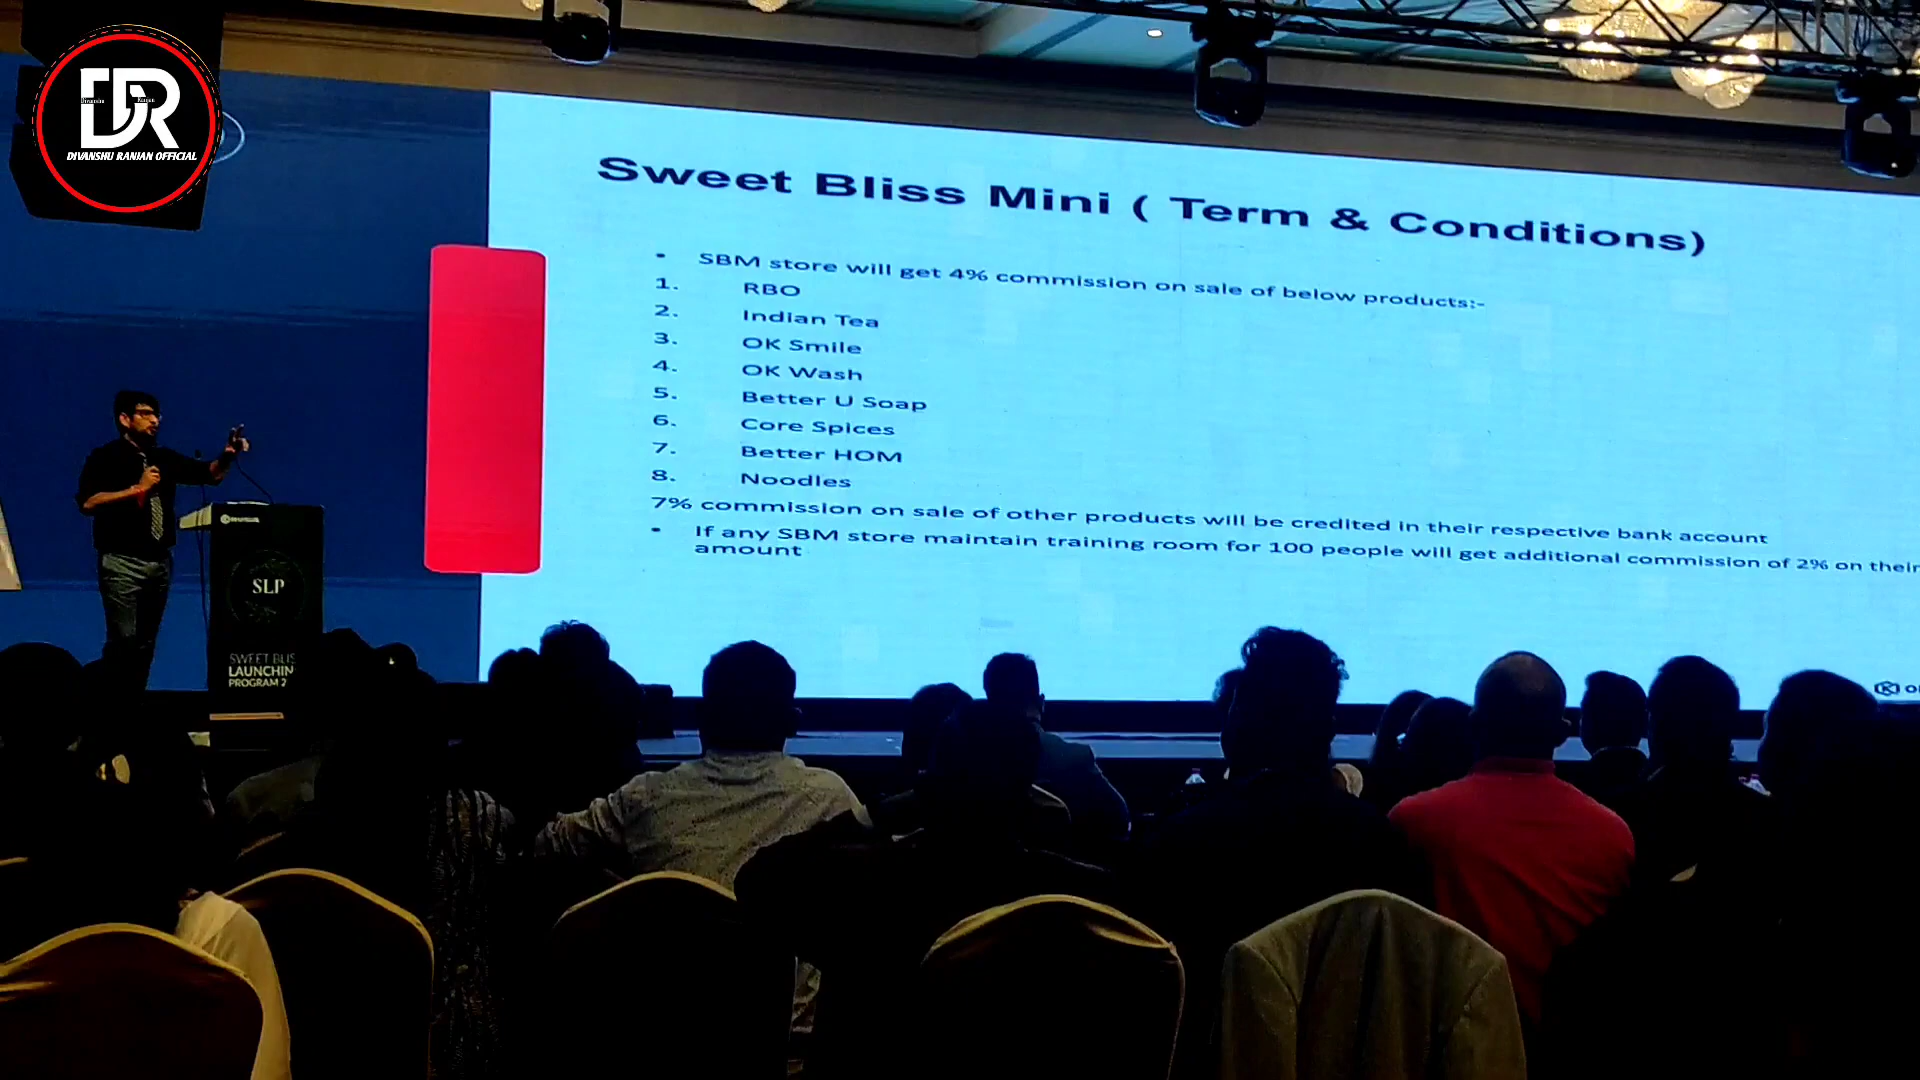 DR
DIVANSHU RANJAN OFFICIAL
Sweet Bliss Mini ( Term & Conditions)
• SBM store will get 4% commission on sale of below products:-
1. RBO
2. Indian Tea
3. OK Smile
4. OK Wash
5. Better U Soap
6. Core Spices
7. Better HOM
8. Noodles
7% commission on sale of other products will be credited in their respective bank account
• If any SBM store maintain training room for 100 people will get additional commission of 2% on their
amount
SLP
SWEET BLIS
LAUNCHIN
PROGRAM 2